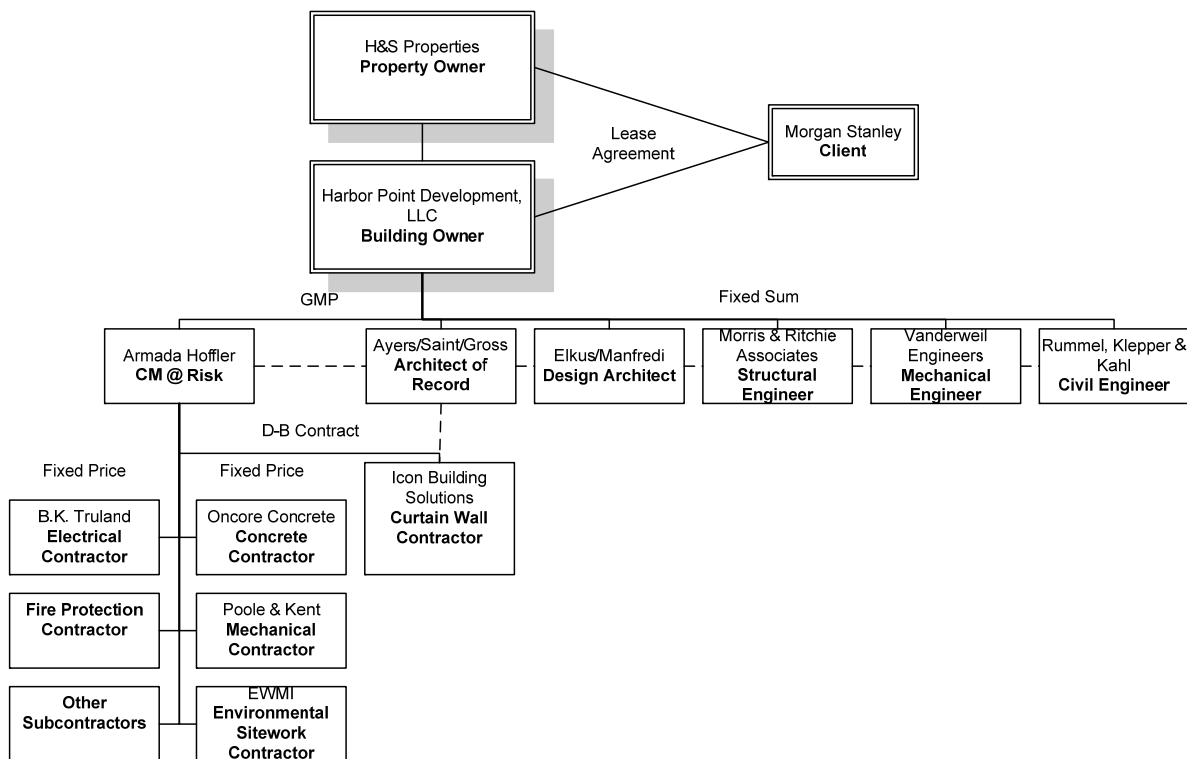 H&S Properties
Property Owner
Lease
Agreement
Morgan Stanley
Client
Harbor Point Development,
LLC
Building Owner
GMP
Fixed Sum
Armada Hoffler
CM @ Risk
Ayers/Saint/Gross
Architect of
Record
Elkus/Manfredi
Design Architect
Morris & Ritchie
Associates
Structural
Engineer
Vanderweil
Engineers
Mechanical
Engineer
Rummel, Klepper &
Kahl
Civil Engineer
D-B Contract
Fixed Price
Fixed Price
Icon Building
Solutions
Curtain Wall
Contractor
B.K. Truland
Electrical
Contractor
Oncore Concrete
Concrete
Contractor
Fire Protection
Contractor
Poole & Kent
Mechanical
Contractor
Other
Subcontractors
EWMI
Environmental
Sitework
Contractor